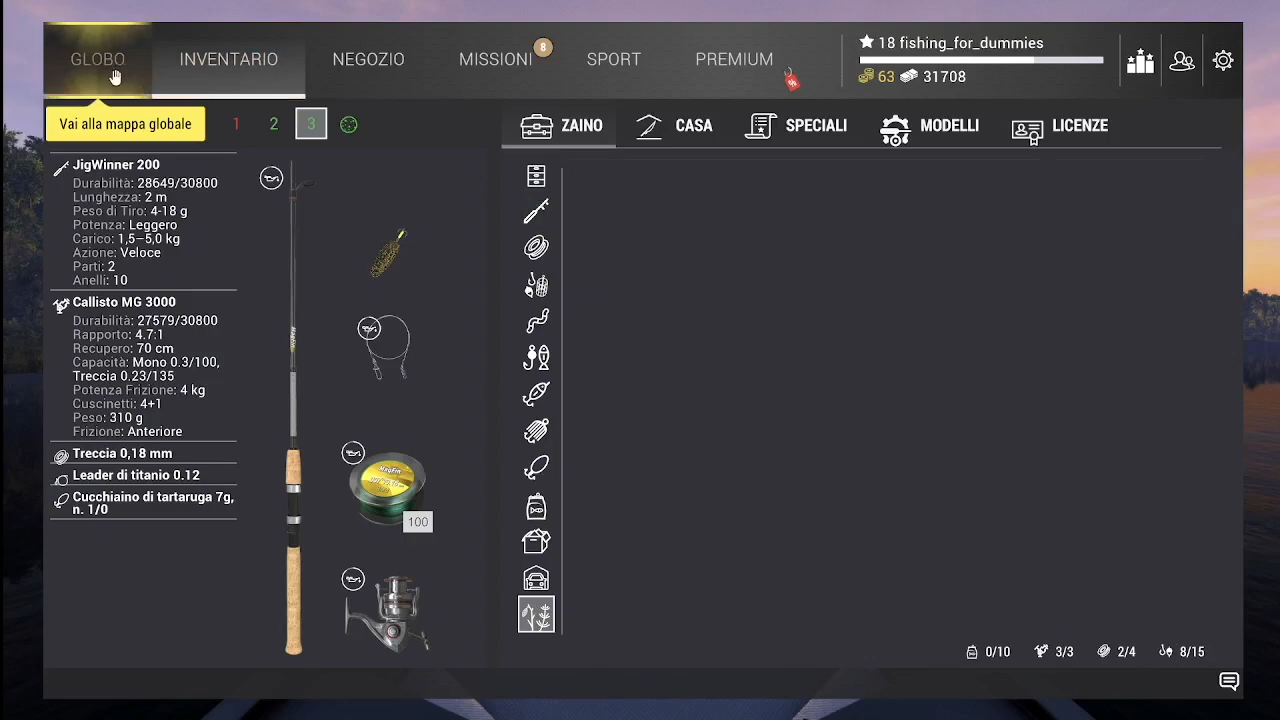 GLOBO
INVENTARIO
NEGOZIO
MISSIONI
8
SPORT
PREMIUM
18 fishing_for_dummies
63 31708
Vai alla mappa globale
1 2 3
ZAINO
CASA
SPECIALI
MODELLI
LICENZE
JigWinner 200
Durabilità: 28649/30800
Lunghezza: 2 m
Peso di Tiro: 4-18 g
Potenza: Leggero
Carico: 1,5–5,0 kg
Azione: Veloce
Parti: 2
Anelli: 10
Callisto MG 3000
Durabilità: 27579/30800
Rapporto: 4.7:1
Recupero: 70 cm
Capacità: Mono 0.3/100,
Treccia 0.23/135
Potenza Frizione: 4 kg
Cuscinetti: 4+1
Peso: 310 g
Frizione: Anteriore
Treccia 0,18 mm
Leader di titanio 0.12
Cucchiaino di tartaruga 7g,
n. 1/0
MagFin
100
0/10
3/3
2/4
8/15